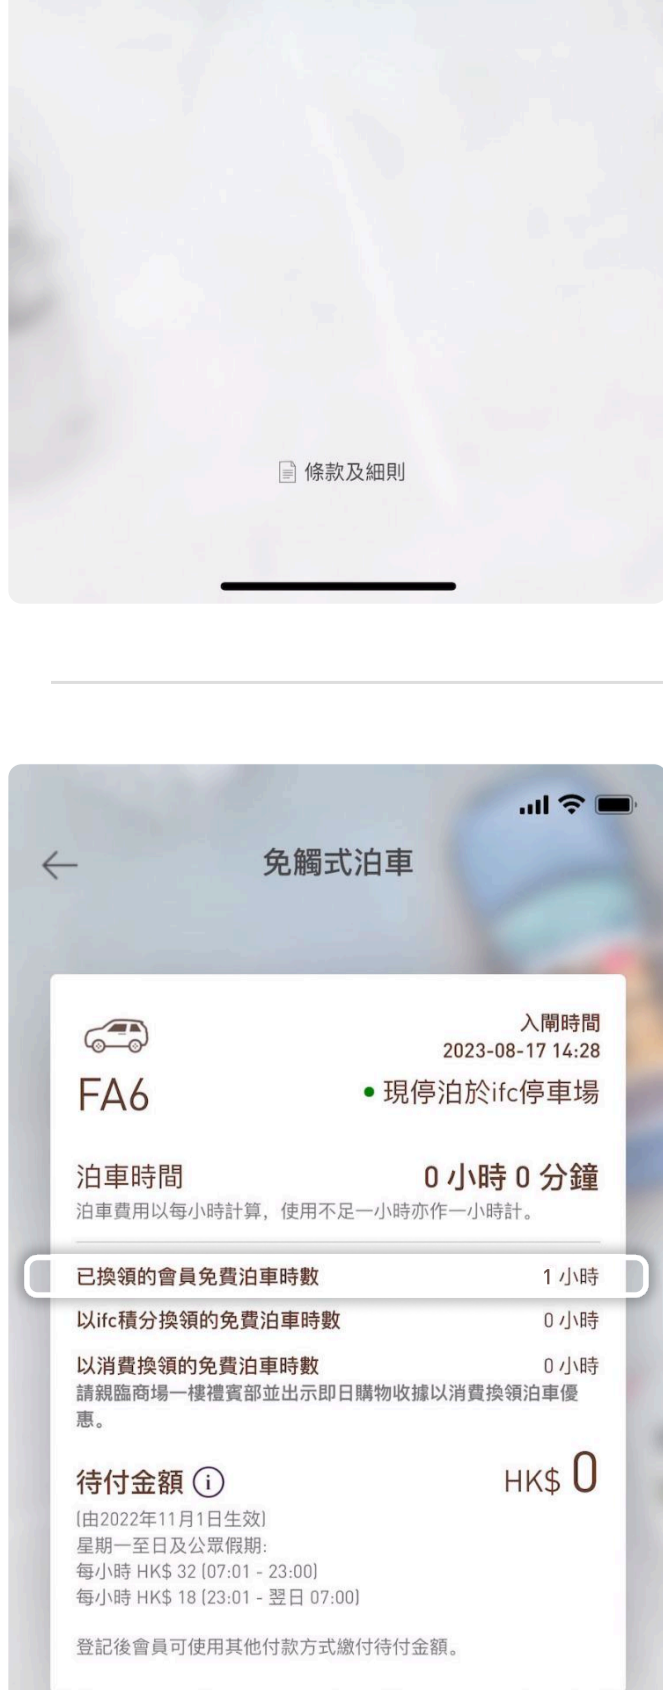 條款及細則
免觸式泊車
入閘時間
2023-08-17 14:28
FA6
現停泊於ifc停車場
泊車時間 0 小時 0 分鐘
泊車費用以每小時計算，使用不足一小時亦作一小時計。
已換領的會員免費泊車時數 1 小時
以ifc積分換領的免費泊車時數 0 小時
以消費換領的免費泊車時數 0 小時
請親臨商場一樓禮賓部並出示即日購物收據以消費換領泊車優
惠。
待付金額 HK$ 0
(由2022年11月1日生效)
星期一至日及公眾假期:
每小時 HK$ 32 (07:01 - 23:00)
每小時 HK$ 18 (23:01 - 翌日 07:00)
登記後會員可使用其他付款方式繳付待付金額。